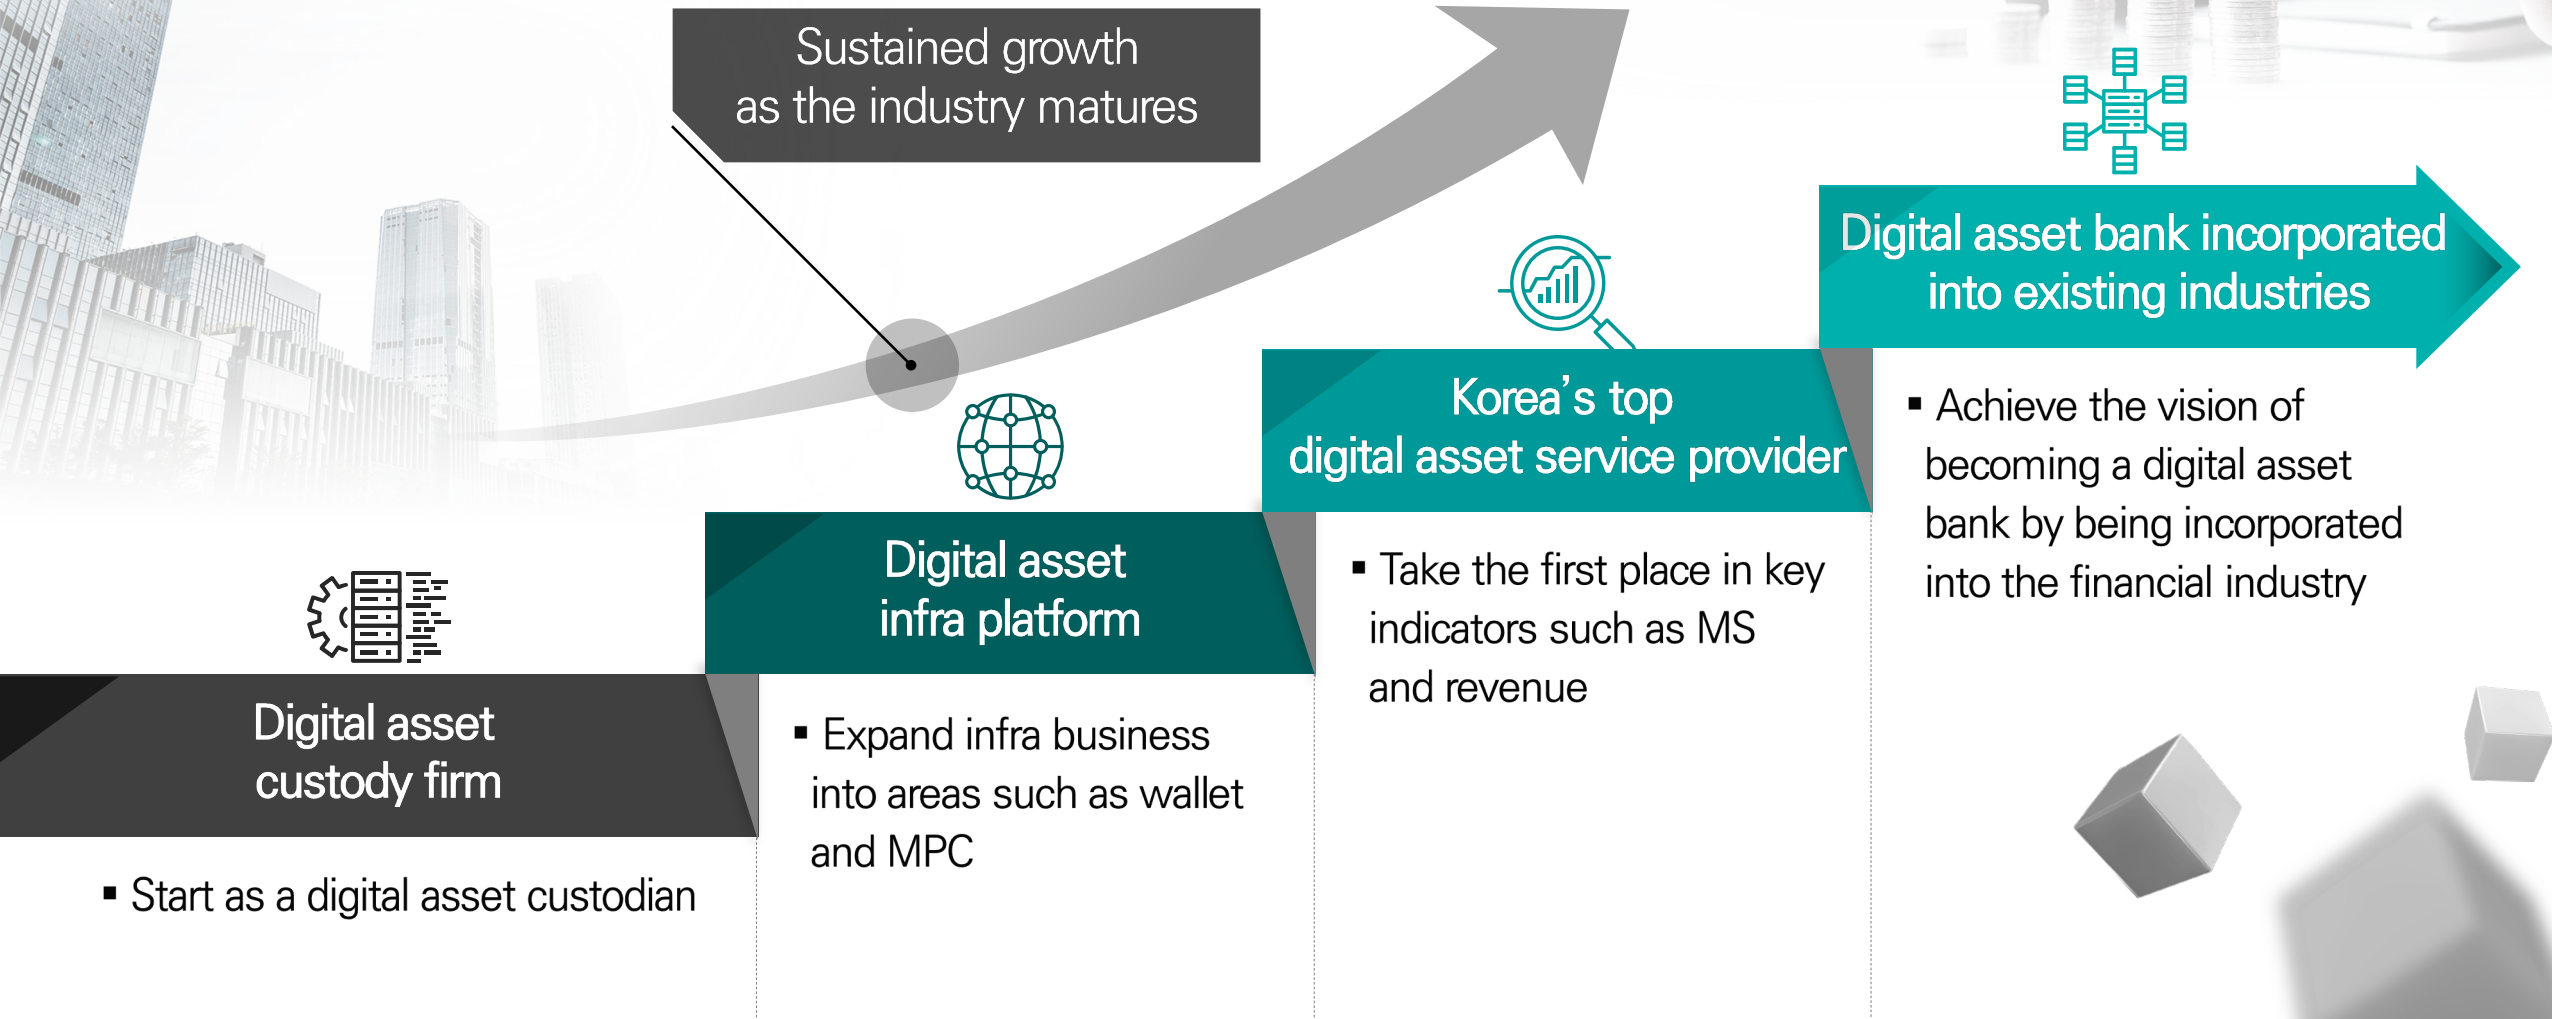 Sustained growth
as the industry matures
Digital asset
custody firm
▪ Start as a digital asset custodian
Digital asset
infra platform
▪ Expand infra business
into areas such as wallet
and MPC
Korea’s top
digital asset service provider
▪ Take the first place in key
indicators such as MS
and revenue
Digital asset bank incorporated
into existing industries
▪ Achieve the vision of
becoming a digital asset
bank by being incorporated
into the financial industry